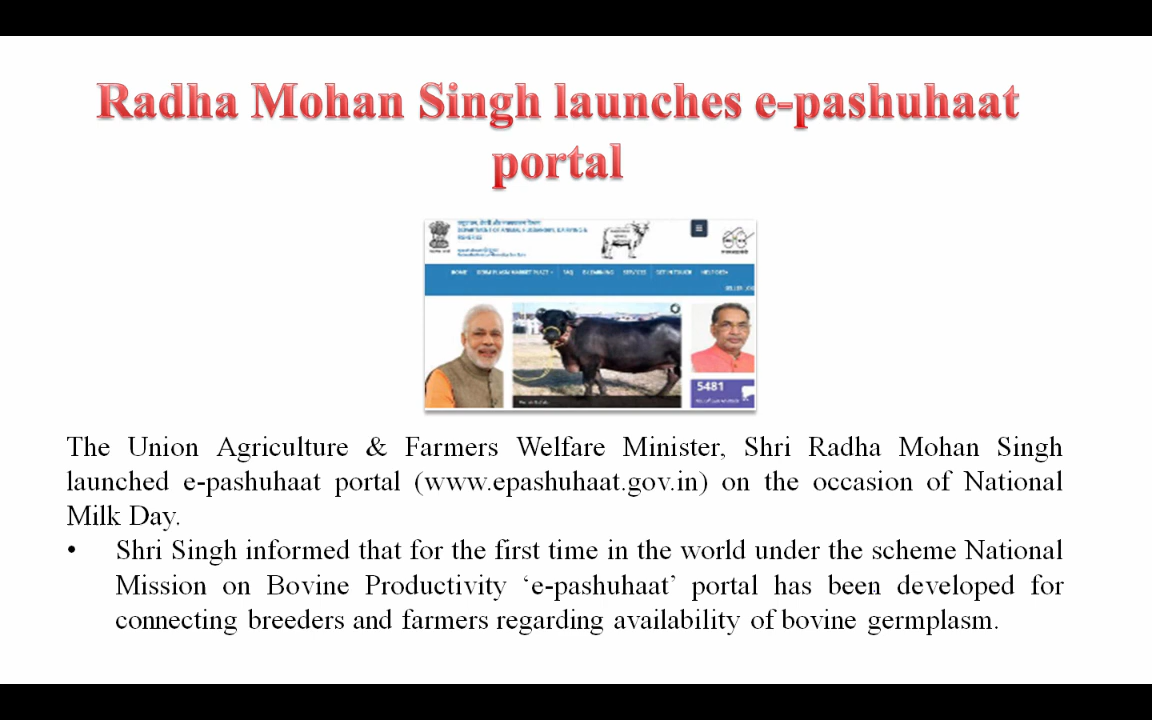 Radha Mohan Singh launches e-pashuhaat
portal
HOME
FAQ
SERVICES
5481
The Union Agriculture & Farmers Welfare Minister, Shri Radha Mohan Singh
launched e-pashuhaat portal (www.epashuhaat.gov.in) on the occasion of National
Milk Day.
• Shri Singh informed that for the first time in the world under the scheme National
Mission on Bovine Productivity ‘e-pashuhaat’ portal has been developed for
connecting breeders and farmers regarding availability of bovine germplasm.